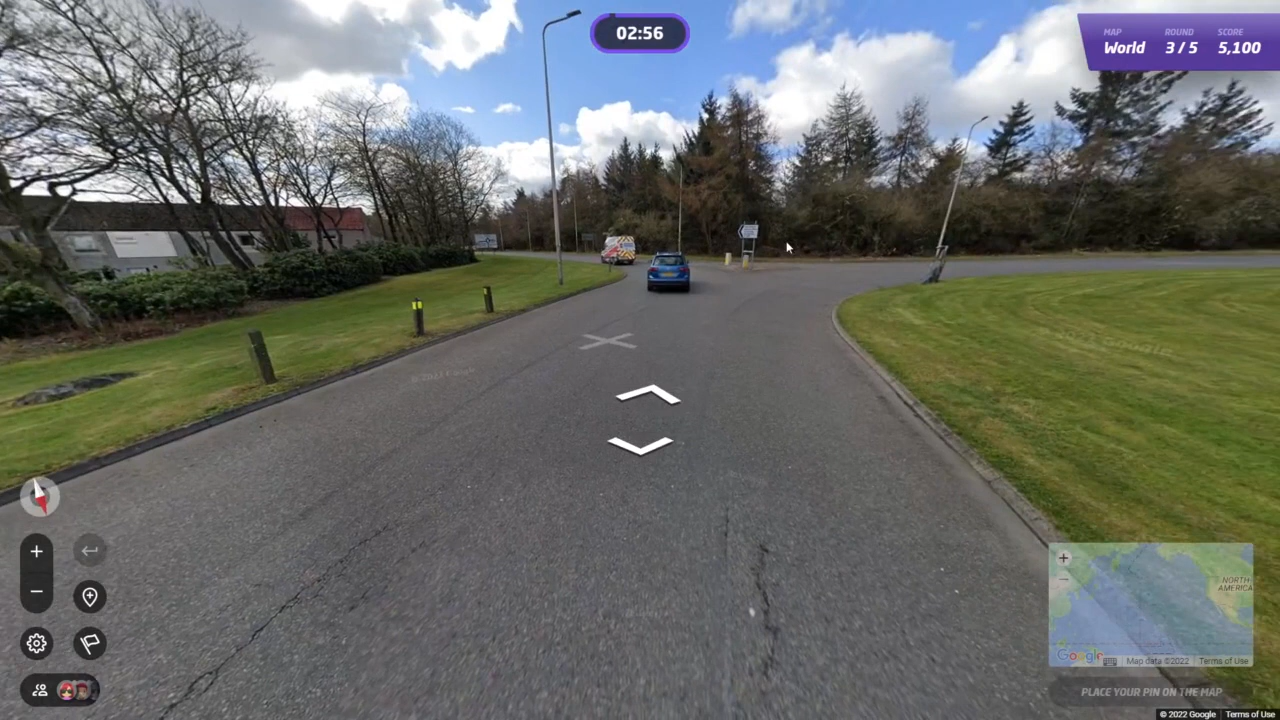 02:56
MAP
World
ROUND
3 / 5
SCORE
5,100
NORTH
AMERICA
Google
Map data ©2022
Terms of Use
PLACE YOUR PIN ON THE MAP
© 2022 Google
Terms of Use